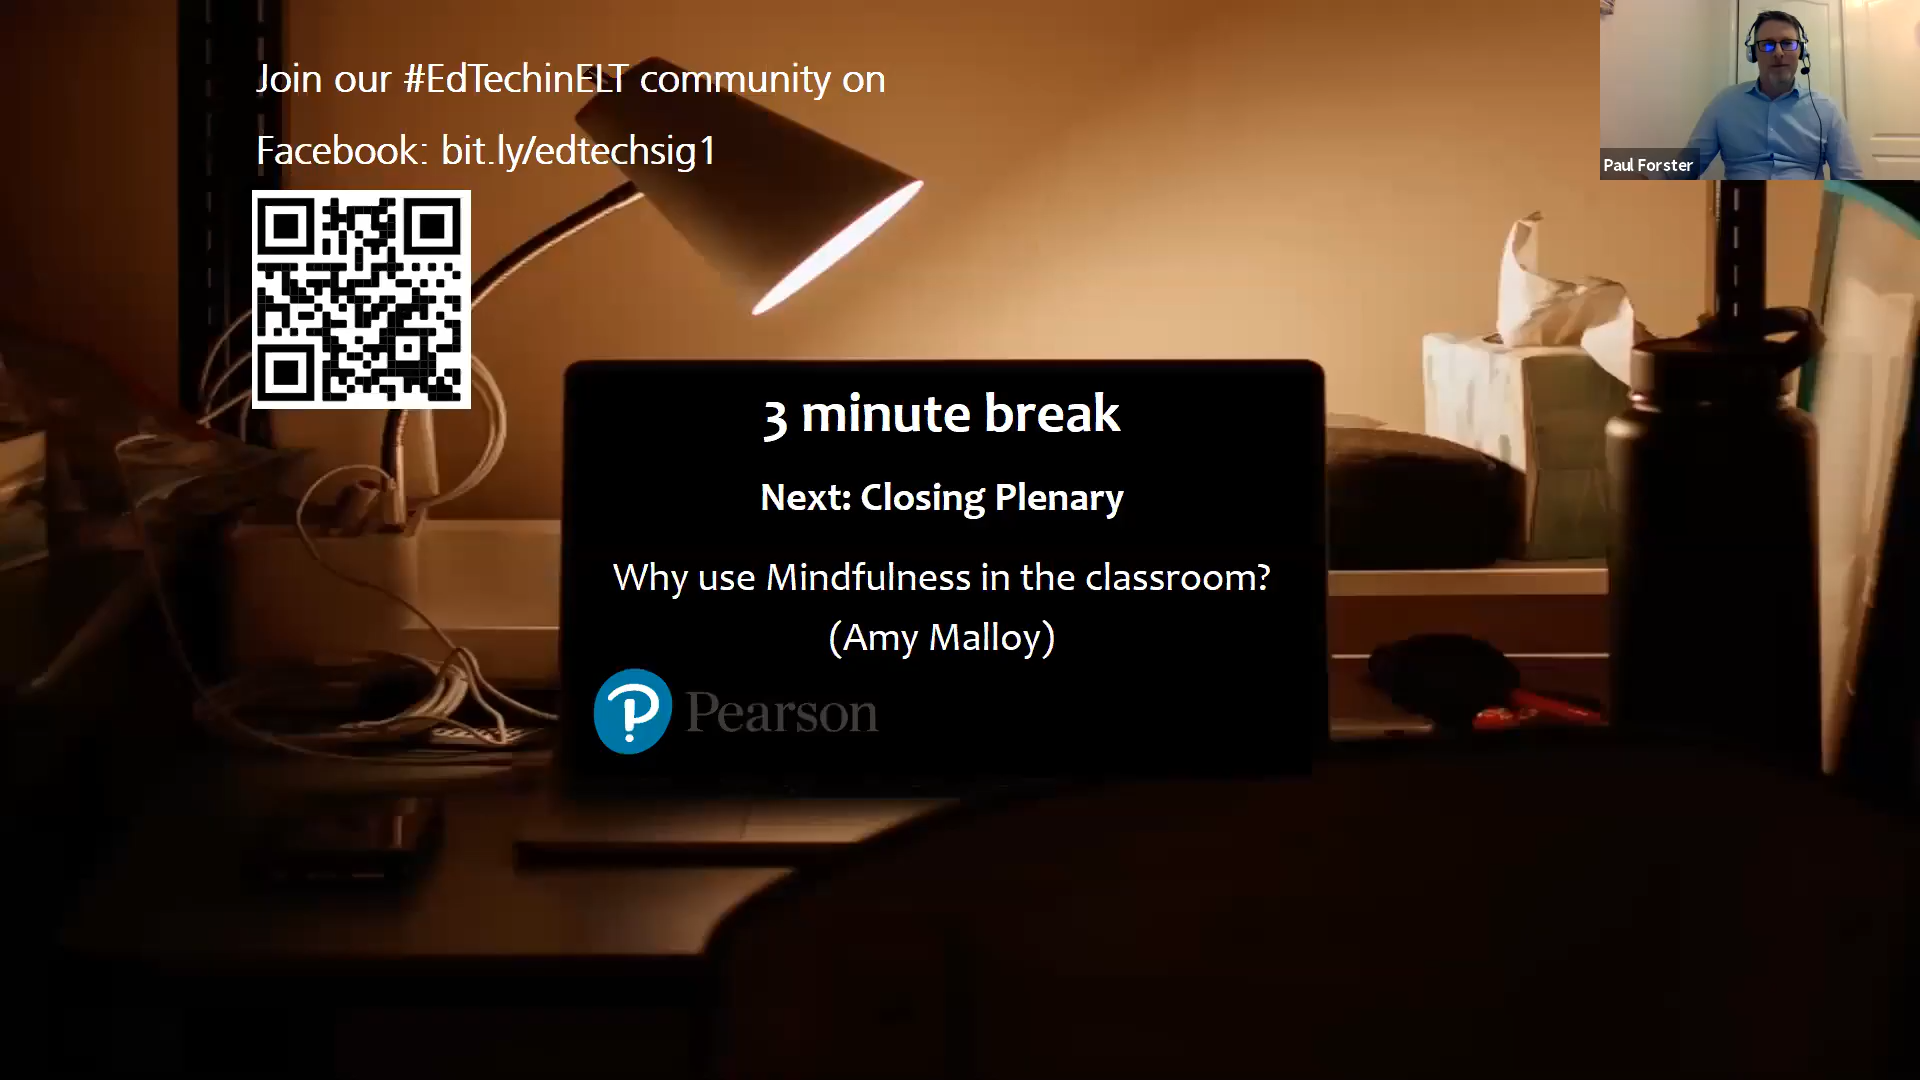 Join our #EdTechinELT community on
Facebook: bit.ly/edtechsig1
Paul Forster
3 minute break
Next: Closing Plenary
Why use Mindfulness in the classroom?
(Amy Malloy)
Pearson